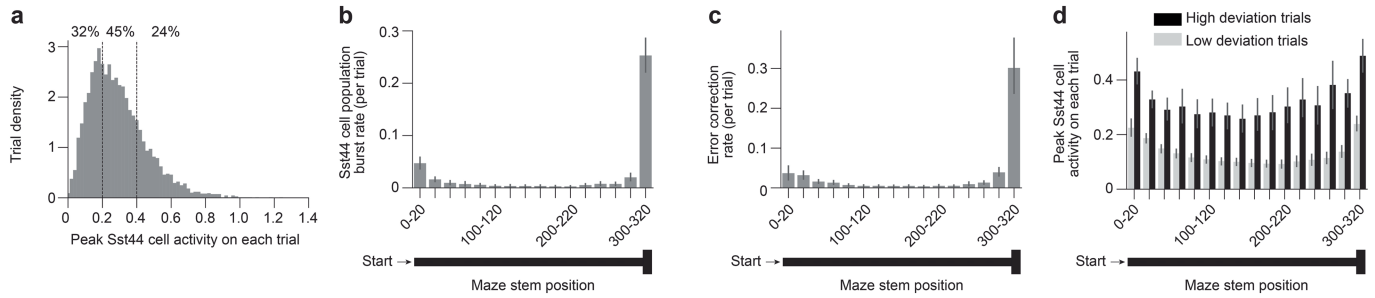 a
32% 45% 24%
3
2
1
0
Trial density
0 0.2 0.4 0.6 0.8 1.0 1.2 1.4
Peak Sst44 cell activity on each trial
b
0.3
0.2
0.1
0
Sst44 cell population
burst rate (per trial)
0-20 100-120 200-220 300-320
Start →
Maze stem position
c
0.3
0.2
0.1
0
Error correction
rate (per trial)
0-20 100-120 200-220 300-320
Start →
Maze stem position
d
High deviation trials
Low deviation trials
0.4
0.2
0
Peak Sst44 cell
activity on each trial
0-20 100-120 200-220 300-320
Start →
Maze stem position